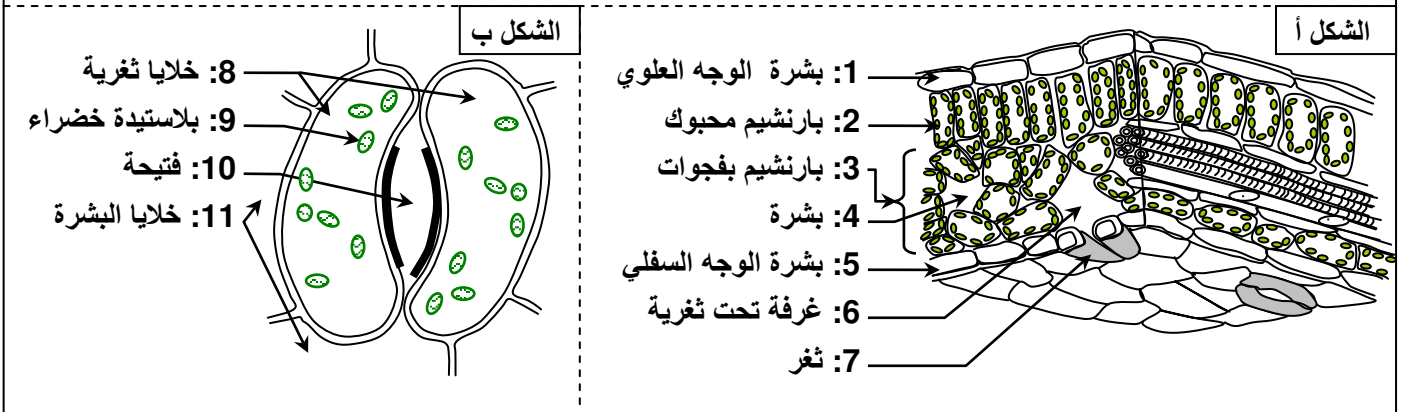 الشكل أ
1: بشرة الوجه العلوي
2: بارنشيم محبوك
3: بارنشيم بفجوات
4: بشرة
5: بشرة الوجه السفلي
6: غرفة تحت ثغرية
7: ثغر
الشكل ب
8: خلايا ثغرية
9: بلاستيدة خضراء
10: فتيحة
11: خلايا البشرة